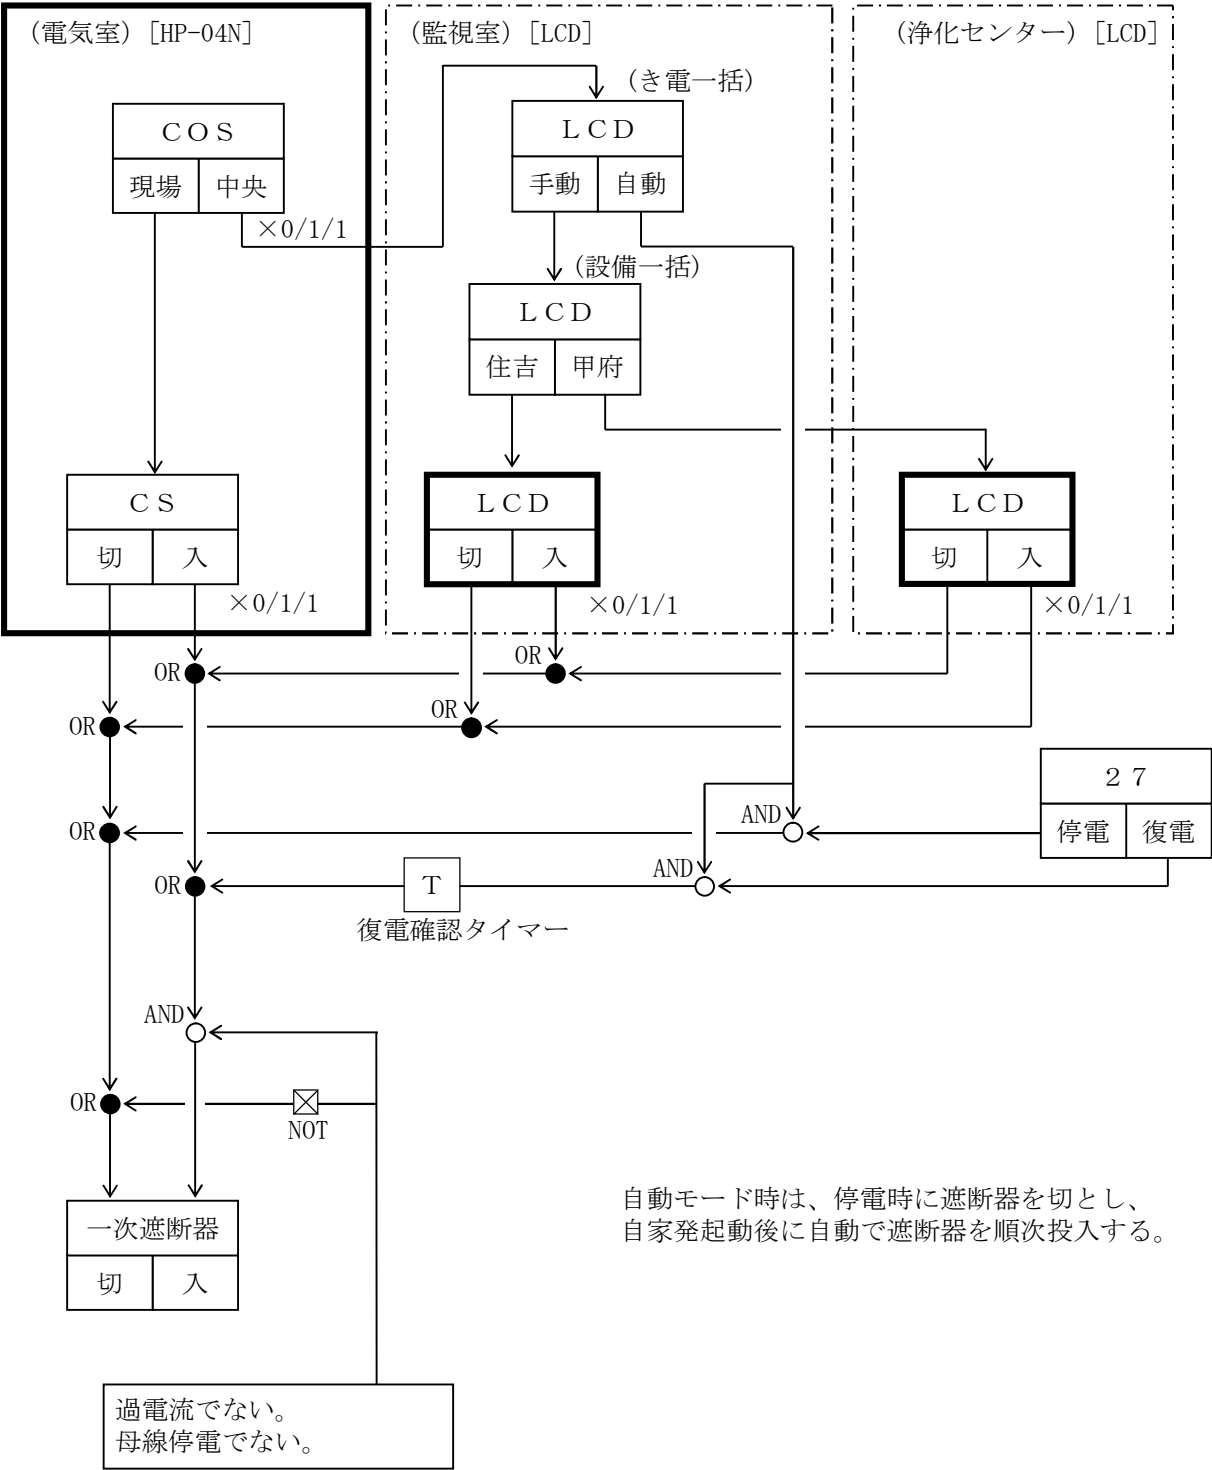 (電気室) [HP-04N]
(監視室) [LCD]
(浄化センター) [LCD]
(き電一括)
COS
現場 中央
×0/1/1
LCD
手動 自動
(設備一括)
LCD
住吉 甲府
CS
切 入
×0/1/1
LCD
切 入
×0/1/1
LCD
切 入
×0/1/1
OR
OR
OR
OR
27
停電 復電
AND
OR
AND
OR
T
復電確認タイマー
AND
OR
NOT
自動モード時は、停電時に遮断器を切とし、
自家発起動後に自動で遮断器を順次投入する。
一次遮断器
切 入
過電流でない。
母線停電でない。